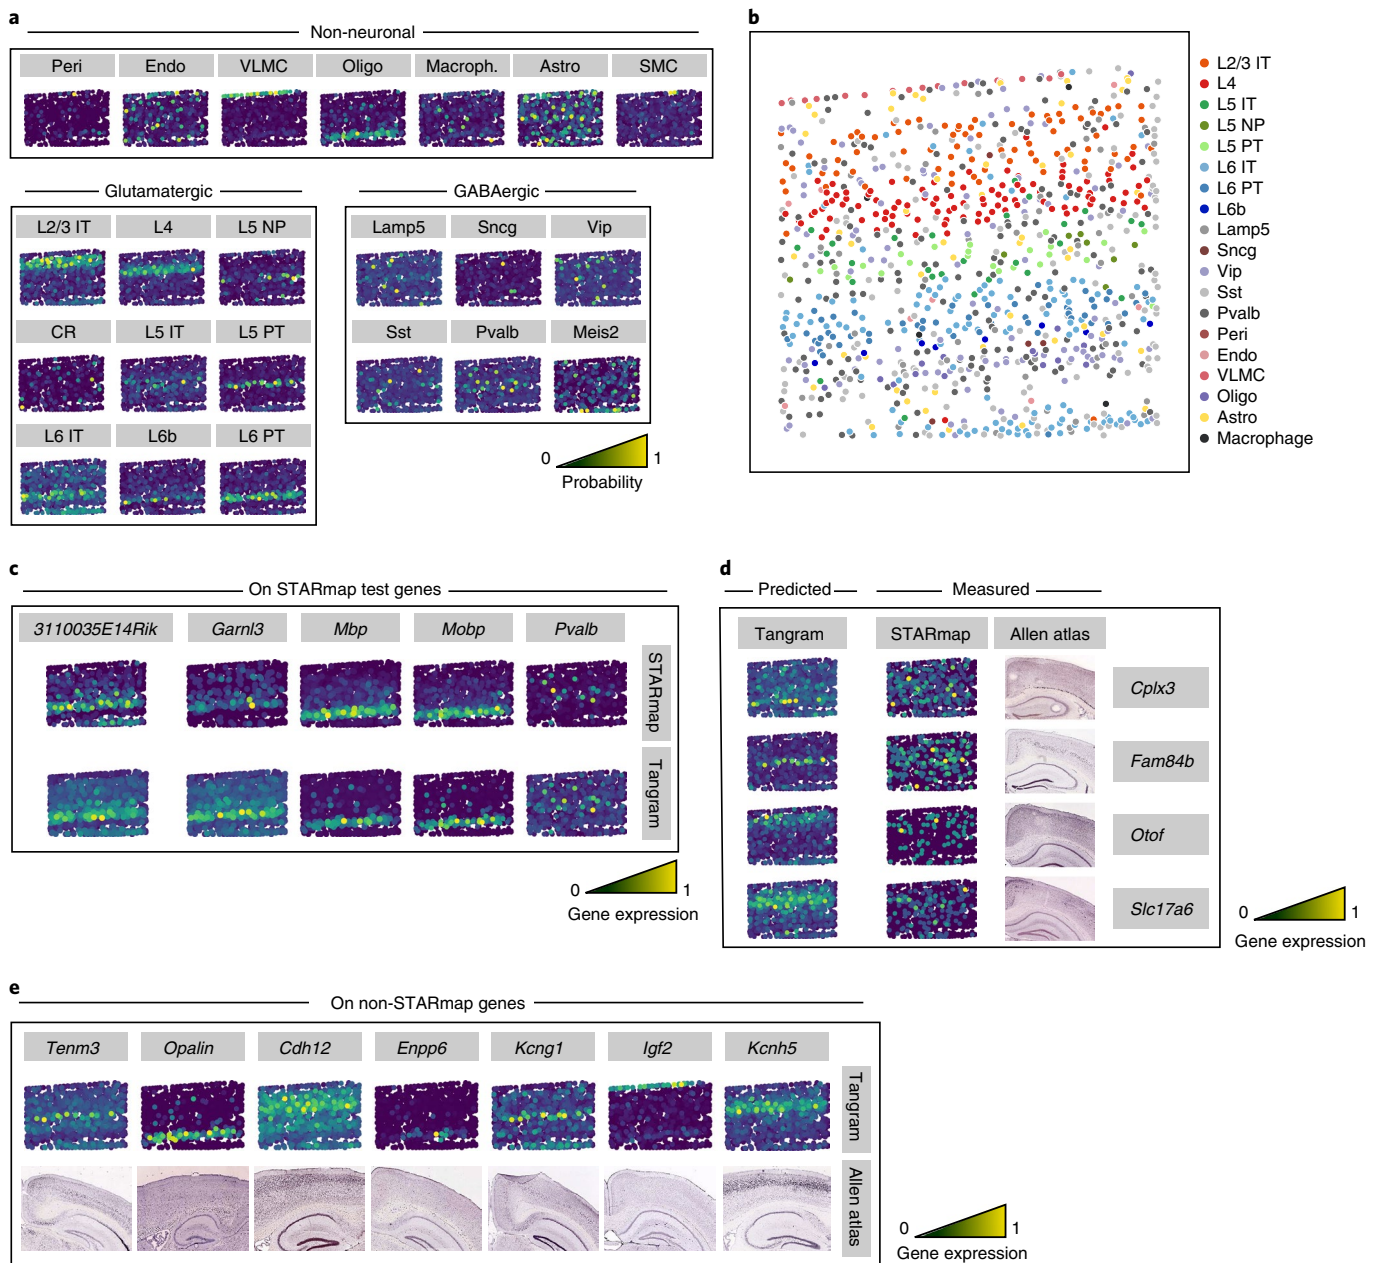 a
Non-neuronal
Peri Endo VLMC Oligo Macroph. Astro SMC
Glutamatergic
L2/3 IT L4 L5 NP
CR L5 IT L5 PT
L6 IT L6b L6 PT
GABAergic
Lamp5 Sncg Vip
Sst Pvalb Meis2
0 1
Probability
b
L2/3 IT
L4
L5 IT
L5 NP
L5 PT
L6 IT
L6 PT
L6b
Lamp5
Sncg
Vip
Sst
Pvalb
Peri
Endo
VLMC
Oligo
Astro
Macrophage
c
On STARmap test genes
3110035E14Rik Garnl3 Mbp Mobp Pvalb
STARmap
Tangram
0 1
Gene expression
d
Predicted Measured
Tangram STARmap Allen atlas
Cplx3
Fam84b
Otof
Slc17a6
0 1
Gene expression
e
On non-STARmap genes
Tenm3 Opalin Cdh12 Enpp6 Kcng1 Igf2 Kcnh5
Tangram
Allen atlas
0 1
Gene expression